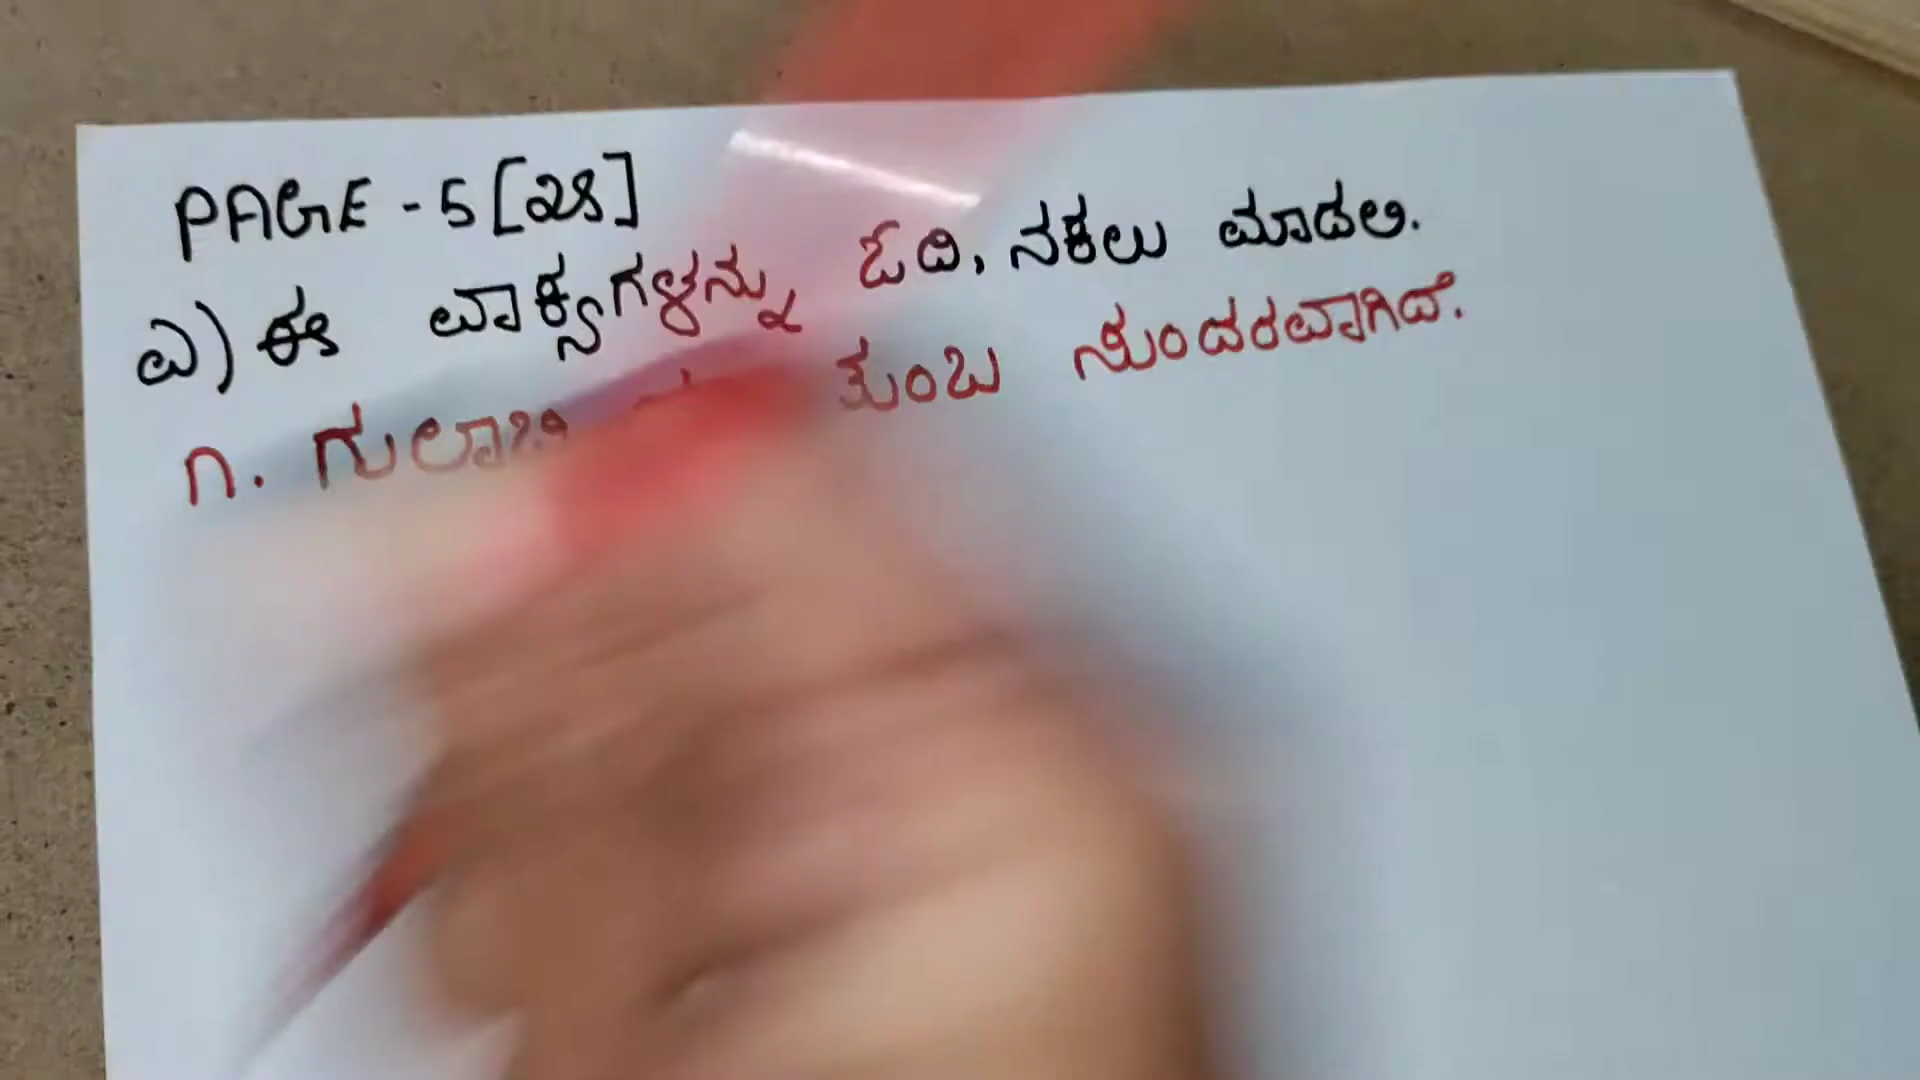 PAGE - 5 [28]
ಎ) ಈ ವಾಕ್ಯಗಳನ್ನು ಓದಿ, ನಕಲು ಮಾಡಲಿ.
೧. ಗುಲಾಬಿ ತುಂಬ ಸುಂದರವಾಗಿದೆ.